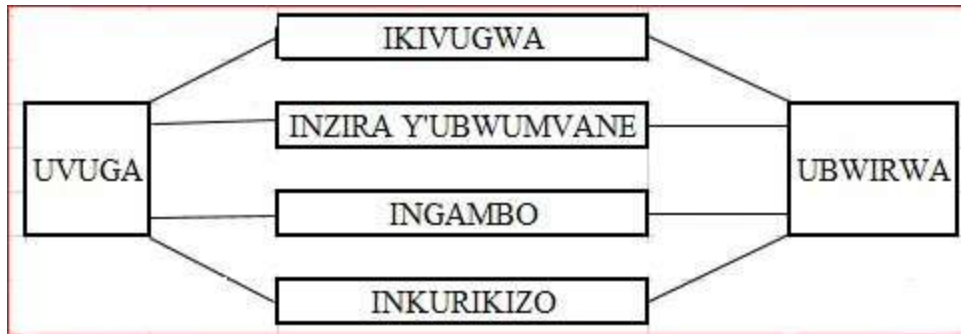 IKIVUGWA
INZIRA Y'UBWUMVANE
UVUGA
UBWIRWA
INGAMBO
INKURIKIZO